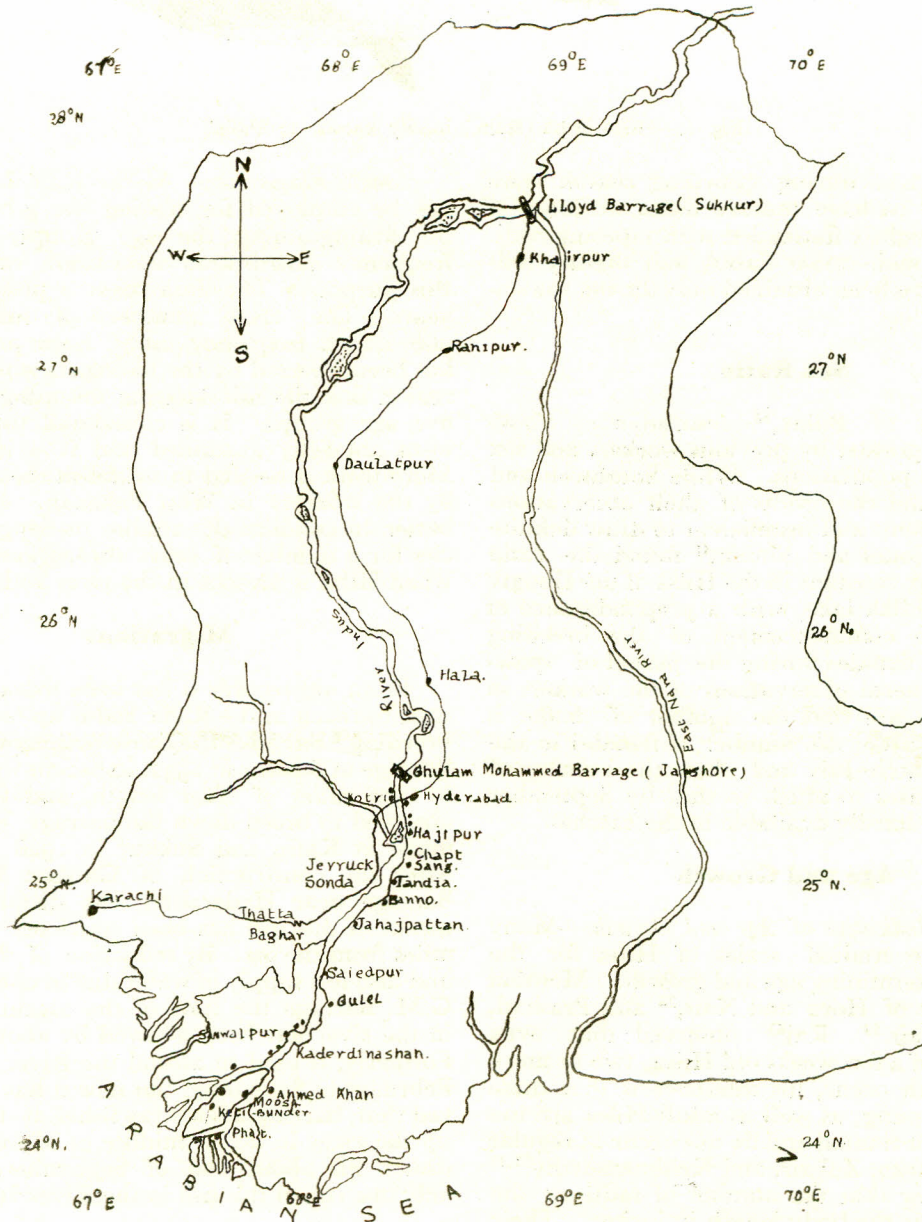 67°E 68°E 69°E 70°E
28°N
N
W E
S
LLoyd Barrage ( Sukkur)
Khairpur
Ranipur.
27°N 27°N
Daulatpur
26°N 26°N.
River Indus
East Nara River
Hala.
Ghulam Mohammed Barrage ( Jamshore)
Kotri Hyderabad
Hajipur
Chapt
Jerruck Sang.
Sonda Tandia.
25°N. 25°N.
Karachi Banno.
Thatta
Baghar Jahajpattan
Saiedpur
Gulel
Sanwalpur
Kaderdinashan.
Ahmed Khan
Moosa.
Keti-Bunder
Phat.
24°N 24°N.
67°E 68°E 69°E 70°E
ARABIAN SEA